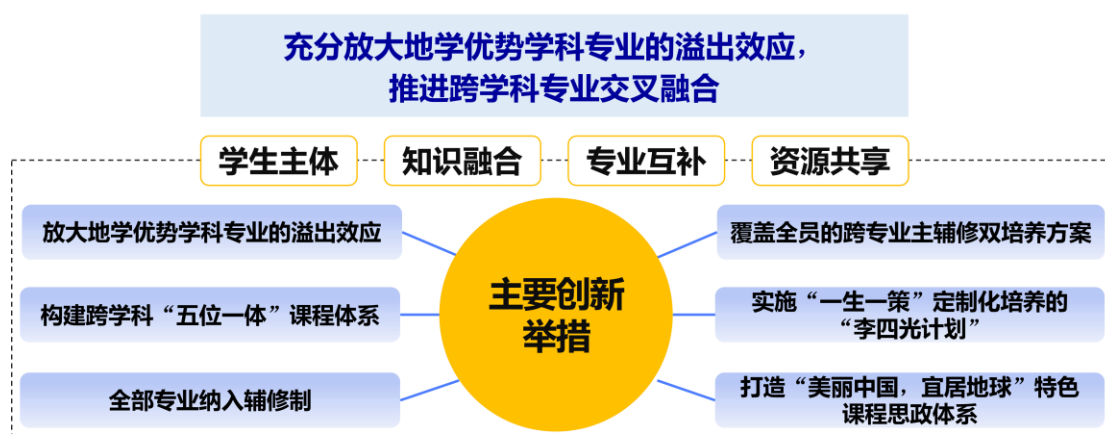 充分放大地学优势学科专业的溢出效应，
推进跨学科专业交叉融合
学生主体
知识融合
专业互补
资源共享
放大地学优势学科专业的溢出效应
构建跨学科“五位一体”课程体系
全部专业纳入辅修制
主要创新
举措
覆盖全员的跨专业主辅修双培养方案
实施“一生一策”定制化培养的
“李四光计划”
打造“美丽中国，宜居地球”特色
课程思政体系